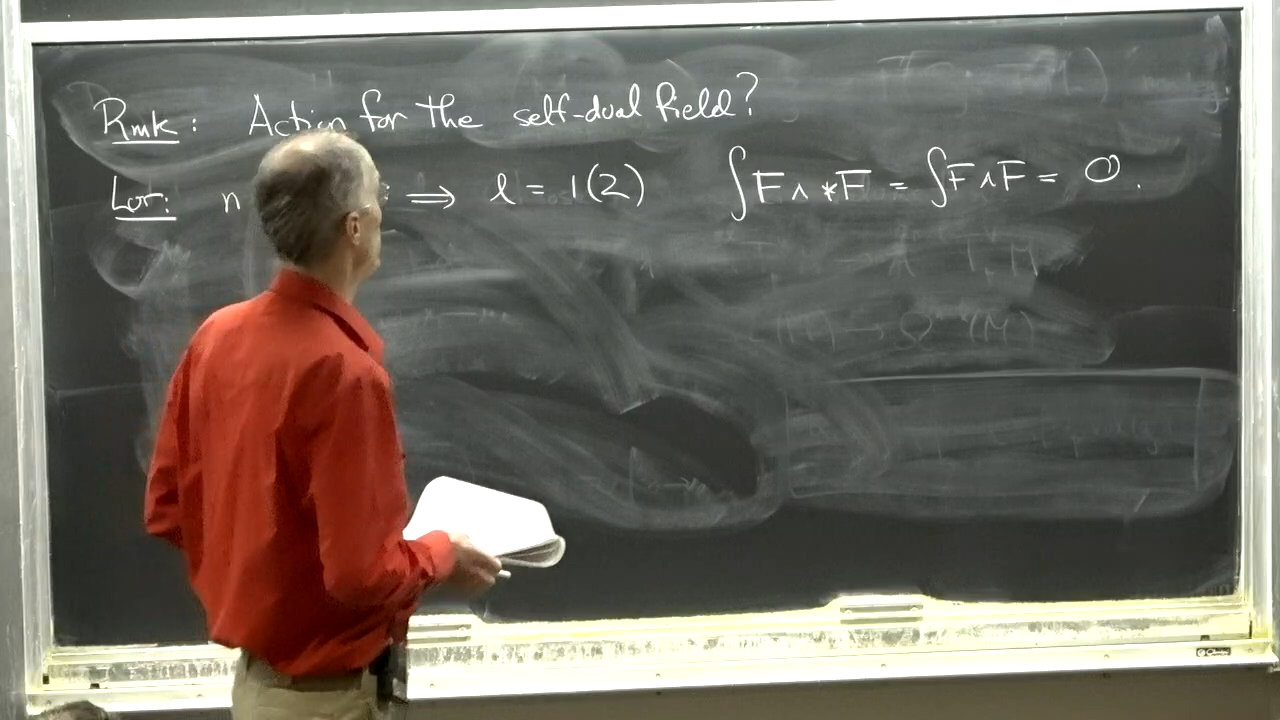 Rmk: Action for the self-dual field?
Lor: n ⟹ l = 1(2) ∫F∧*F = ∫F∧F = 0.